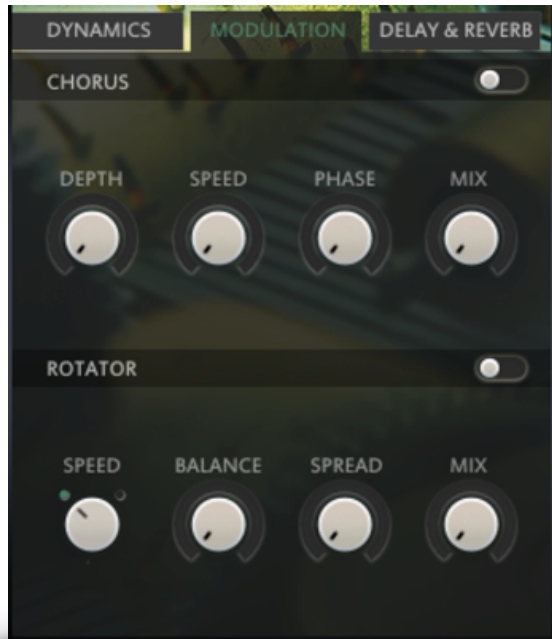 DYNAMICS MODULATION DELAY & REVERB
CHORUS
DEPTH SPEED PHASE MIX
ROTATOR
SPEED BALANCE SPREAD MIX